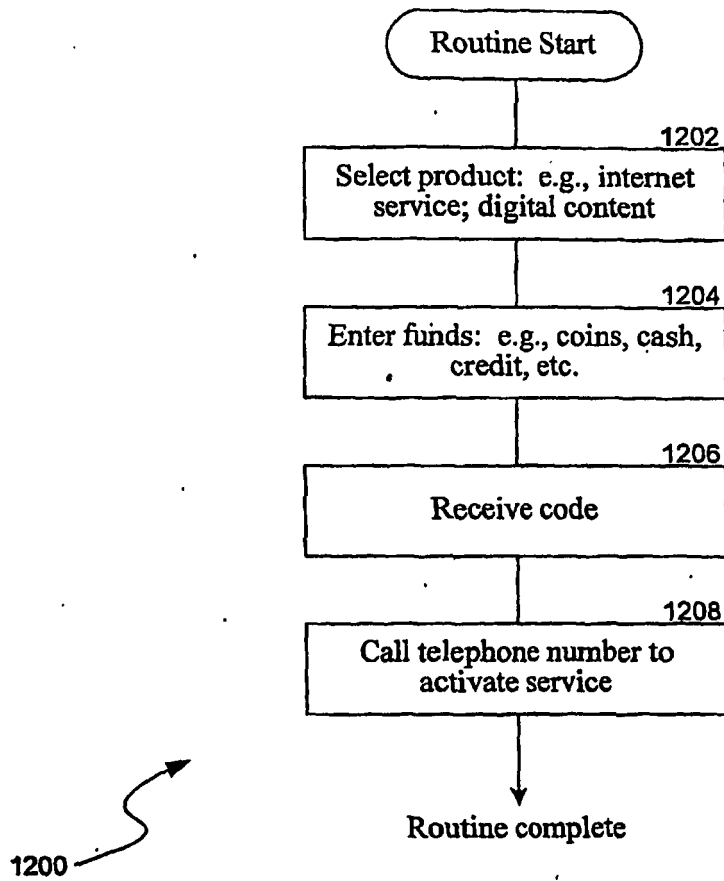 Routine Start
1202
Select product: e.g., internet
service; digital content
1204
Enter funds: e.g., coins, cash,
credit, etc.
1206
Receive code
1208
Call telephone number to
activate service
Routine complete
1200